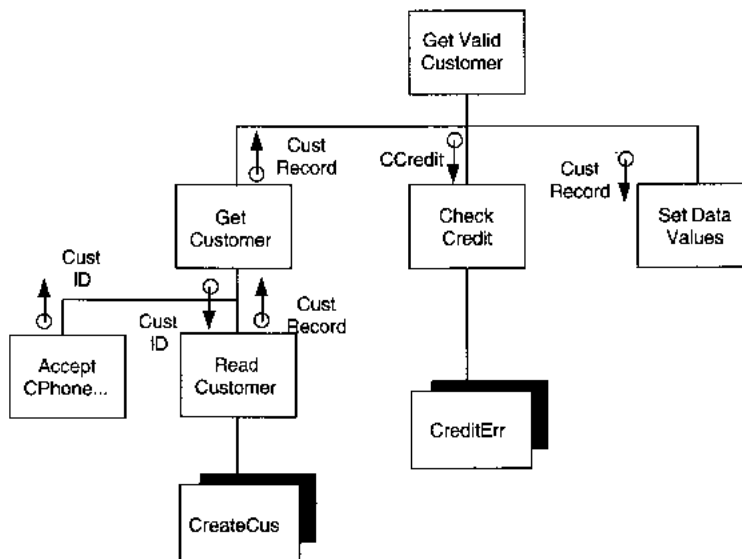 Get Valid
Customer
Cust
Record
CCredit
Cust
Record
Get
Customer
Check
Credit
Set Data
Values
Cust
ID
Cust
ID
Cust
Record
Accept
CPhone...
Read
Customer
CreditErr
CreateCus